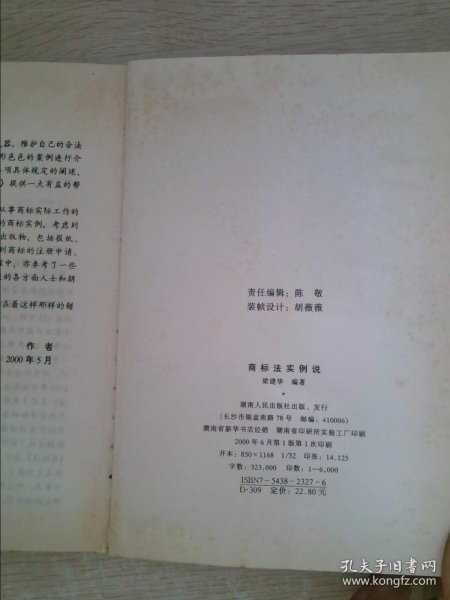 器，维护自己的合法
形色色的案例进行介
项具体规定的阐述，
）提供一点有益的帮
从事商标实际工作的
的商标实例。考虑到
出版物，包括报纸、
到商标的注册申请、
程中，亦参考了一些
的各方面人士和朋
在着这样那样的错
作者
2000年5月
责任编辑：陈 敬
装帧设计：胡薇薇
商标法实例说
梁建华 编著
*
湖南人民出版社出版、发行
（长沙市银盆南路78号 邮编：410006）
湖南省新华书店经销 湖南省印研所实验工厂印刷
2000年6月第1版第1次印刷
开本：850×1168 1/32 印张：14.125
字数：323,000 印数：1—6,000
ISBN7-5438-2327-6
D·309 定价：22.80元
孔夫子旧书网
www.kongfz.com